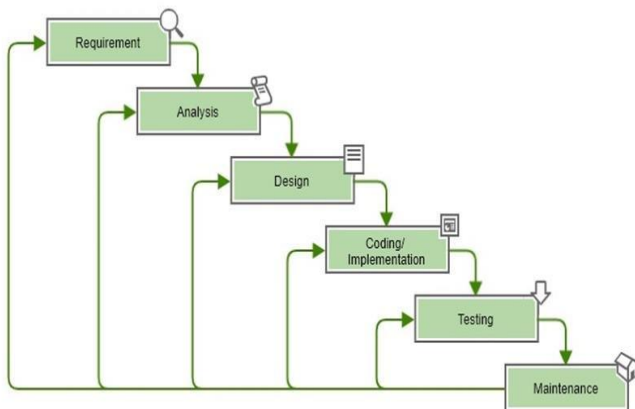 Requirement
Analysis
Design
Coding/
Implementation
Testing
Maintenance